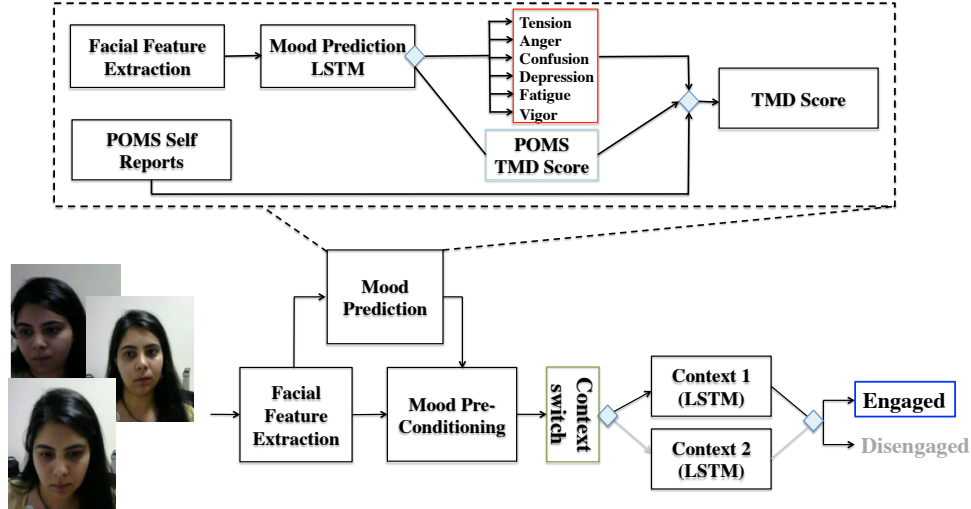 Facial Feature
Extraction
Mood Prediction
LSTM
Tension
Anger
Confusion
Depression
Fatigue
Vigor
TMD Score
POMS Self
Reports
POMS
TMD Score
Mood
Prediction
Facial
Feature
Extraction
Mood Pre-
Conditioning
Context
switch
Context 1
(LSTM)
Context 2
(LSTM)
Engaged
Disengaged